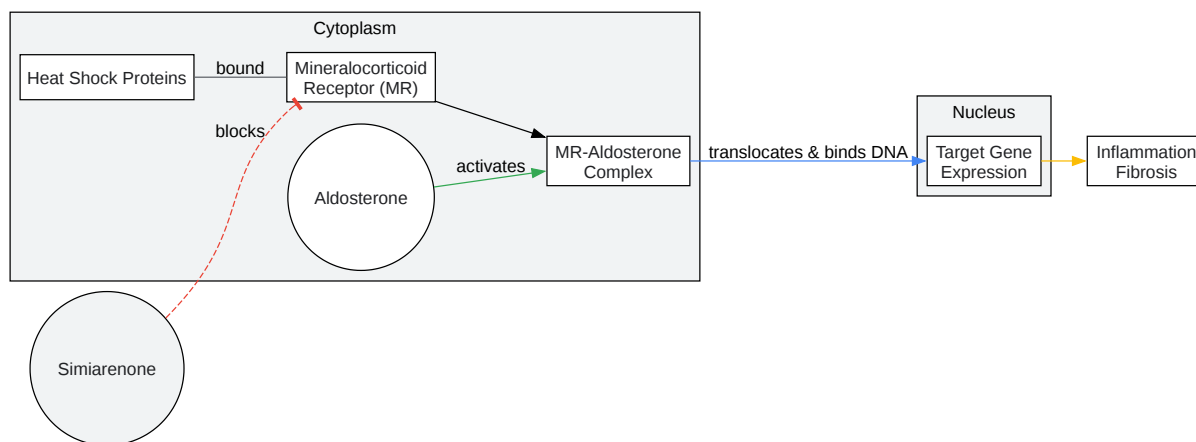 Cytoplasm
Heat Shock Proteins
bound
Mineralocorticoid
Receptor (MR)
blocks
Aldosterone
activates
MR-Aldosterone
Complex
translocates & binds DNA
Nucleus
Target Gene
Expression
Inflammation
Fibrosis
Simiarenone